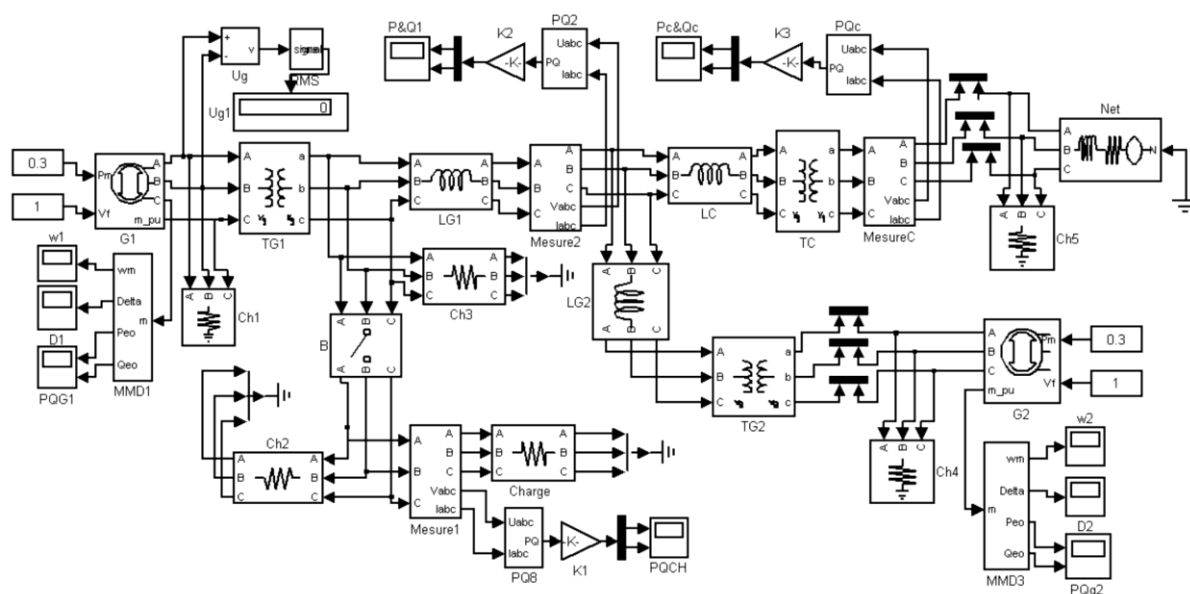 P&Q1
K2
PQ2
Pc&Qc
K3
PQc
+
-
v
signal
RMS
Ug
Ug1
0
-K-
PQ
Uabc
Iabc
-K-
PQ
Uabc
Iabc
Net
A
B
C
N
0.3
1
Pm
Vf
A
B
C
m_pu
G1
A
B
C
a
b
c
TG1
A
B
C
A
B
C
LG1
A
B
C
A
B
C
Vabc
Iabc
Mesure2
A
B
C
A
B
C
LC
A
B
C
a
b
c
TC
A
B
C
A
B
C
Vabc
Iabc
MesureC
A B C
Ch5
w1
D1
PQG1
wm
Delta
Peo
Qeo
m
MMD1
A B C
Ch1
A
B
C
A
B
C
Ch3
A B C
B
A B C
A B C
LG2
A B C
A
B
C
a
b
c
TG2
A
B
C
m_pu
Pm
Vf
G2
0.3
1
A B C
Ch4
Ch2
A
B
C
A
B
C
A
B
C
A
B
C
Vabc
Iabc
Mesure1
A
B
C
A
B
C
Charge
Uabc
Iabc
PQ
PQ8
-K-
K1
PQCH
wm
Delta
Peo
Qeo
m
MMD3
w2
D2
PQg2